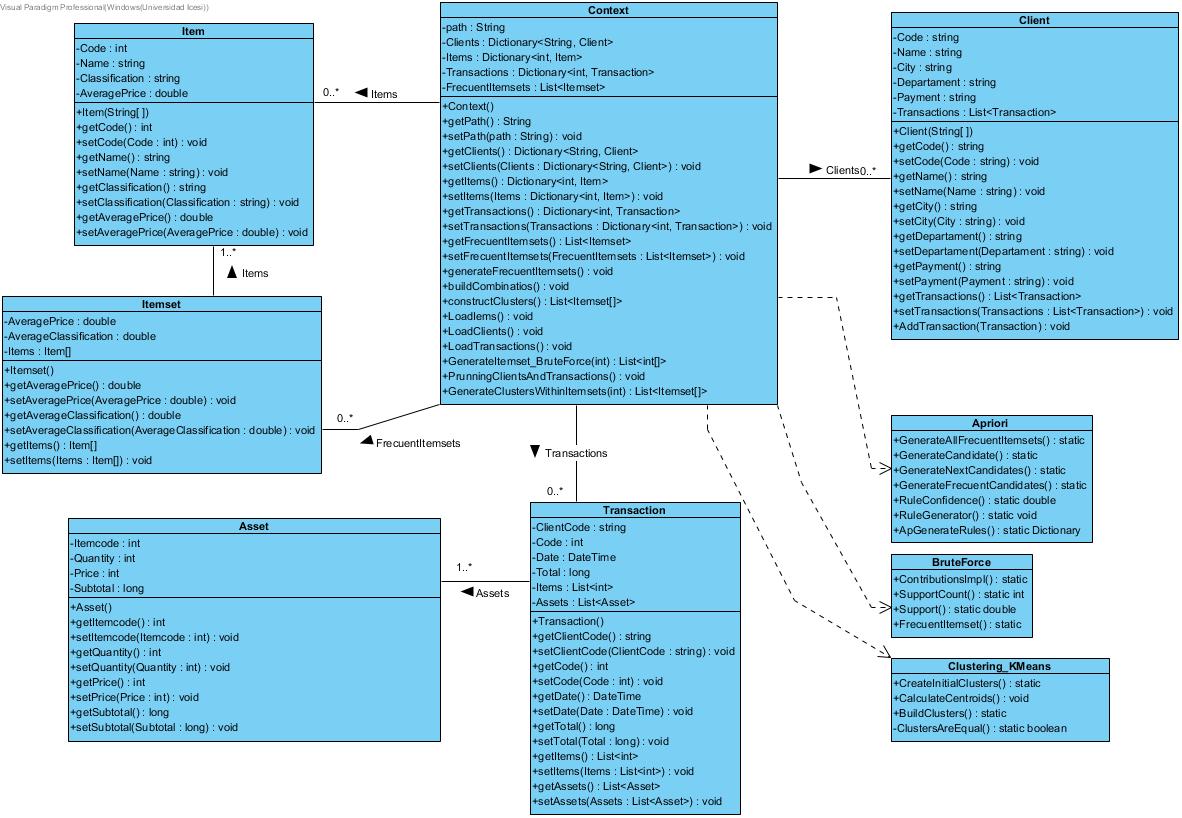 Visual Paradigm Professional(Windows(Universidad Icesi))
Item
-Code : int
-Name : string
-Classification : string
-AveragePrice : double
+Item(String[ ])
+getCode() : int
+setCode(Code : int) : void
+getName() : string
+setName(Name : string) : void
+getClassification() : string
+setClassification(Classification : string) : void
+getAveragePrice() : double
+setAveragePrice(AveragePrice : double) : void
0..*
Items
Context
-path : String
-Clients : Dictionary<String, Client>
-Items : Dictionary<int, Item>
-Transactions : Dictionary<int, Transaction>
-FrecuentItemsets : List<Itemset>
+Context()
+getPath() : String
+setPath(path : String) : void
+getClients() : Dictionary<String, Client>
+setClients(Clients : Dictionary<String, Client>) : void
+getItems() : Dictionary<int, Item>
+setItems(Items : Dictionary<int, Item>) : void
+getTransactions() : Dictionary<int, Transaction>
+setTransactions(Transactions : Dictionary<int, Transaction>) : void
+getFrecuentItemsets() : List<Itemset>
+setFrecuentItemsets(FrecuentItemsets : List<Itemset>) : void
+generateFrecuentItemsets() : void
+buildCombinatios() : void
+constructClusters() : List<Itemset[]>
+LoadIems() : void
+LoadClients() : void
+LoadTransactions() : void
+GenerateItemset_BruteForce(int) : List<int[]>
+PrunningClientsAndTransactions() : void
+GenerateClustersWithinItemsets(int) : List<Itemset[]>
Clients
0..*
Client
-Code : string
-Name : string
-City : string
-Departament : string
-Payment : string
-Transactions : List<Transaction>
+Client(String[ ])
+getCode() : string
+setCode(Code : string) : void
+getName() : string
+setName(Name : string) : void
+getCity() : string
+setCity(City : string) : void
+getDepartament() : string
+setDepartament(Departament : string) : void
+getPayment() : string
+setPayment(Payment : string) : void
+getTransactions() : List<Transaction>
+setTransactions(Transactions : List<Transaction>) : void
+AddTransaction(Transaction) : void
1..*
Items
Itemset
-AveragePrice : double
-AverageClassification : double
-Items : Item[]
+Itemset()
+getAveragePrice() : double
+setAveragePrice(AveragePrice : double) : void
+getAverageClassification() : double
+setAverageClassification(AverageClassification : double) : void
+getItems() : Item[]
+setItems(Items : Item[]) : void
0..*
FrecuentItemsets
Transactions
0..*
Apriori
+GenerateAllFrecuentItemsets() : static
+GenerateCandidate() : static
+GenerateNextCandidates() : static
+GenerateFrecuentCandidates() : static
+RuleConfidence() : static double
+RuleGenerator() : static void
+ApGenerateRules() : static Dictionary
Asset
-Itemcode : int
-Quantity : int
-Price : int
-Subtotal : long
+Asset()
+getItemcode() : int
+setItemcode(Itemcode : int) : void
+getQuantity() : int
+setQuantity(Quantity : int) : void
+getPrice() : int
+setPrice(Price : int) : void
+getSubtotal() : long
+setSubtotal(Subtotal : long) : void
1..*
Assets
Transaction
-ClientCode : string
-Code : int
-Date : DateTime
-Total : long
-Items : List<int>
-Assets : List<Asset>
+Transaction()
+getClientCode() : string
+setClientCode(ClientCode : string) : void
+getCode() : int
+setCode(Code : int) : void
+getDate() : DateTime
+setDate(Date : DateTime) : void
+getTotal() : long
+setTotal(Total : long) : void
+getItems() : List<int>
+setItems(Items : List<int>) : void
+getAssets() : List<Asset>
+setAssets(Assets : List<Asset>) : void
BruteForce
+ContributionsImpl() : static
+SupportCount() : static int
+Support() : static double
+FrecuentItemset() : static
Clustering_KMeans
+CreateInitialClusters() : static
+CalculateCentroids() : void
+BuildClusters() : static
-ClustersAreEqual() : static boolean